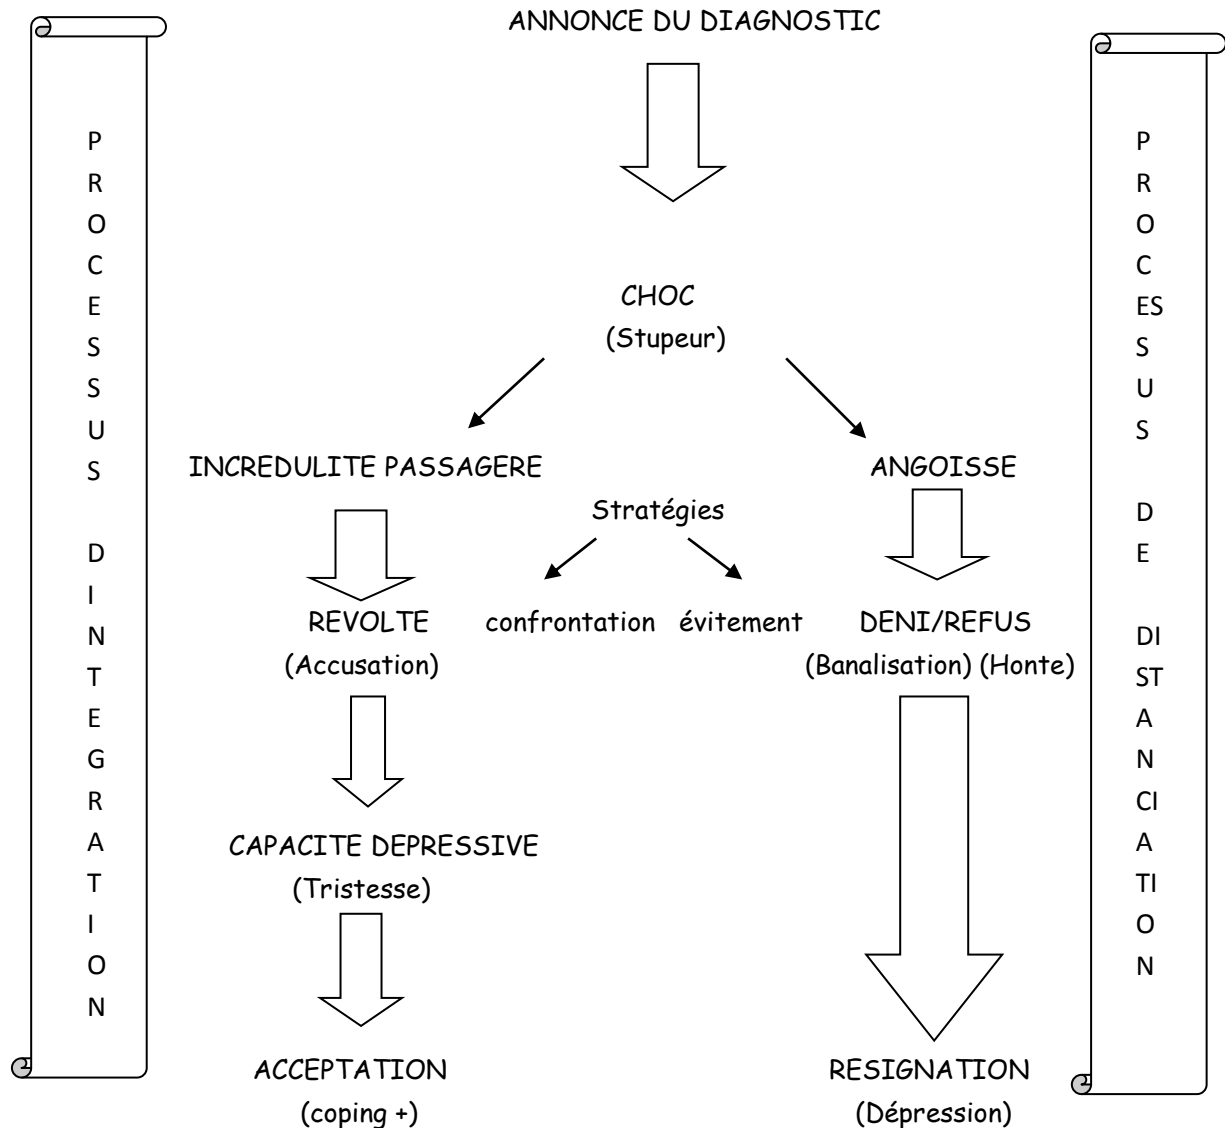 ANNONCE DU DIAGNOSTIC
P
R
O
C
E
S
S
U
S
D
I
N
T
E
G
R
A
T
I
O
N
CHOC
(Stupeur)
INCREDULITE PASSAGERE
ANGOISSE
Stratégies
confrontation
évitement
REVOLTE
(Accusation)
DENI/REFUS
(Banalisation) (Honte)
CAPACITE DEPRESSIVE
(Tristesse)
ACCEPTATION
(coping +)
RESIGNATION
(Dépression)
P
R
O
C
ES
S
U
S
D
E
DI
ST
A
N
CI
A
TI
O
N